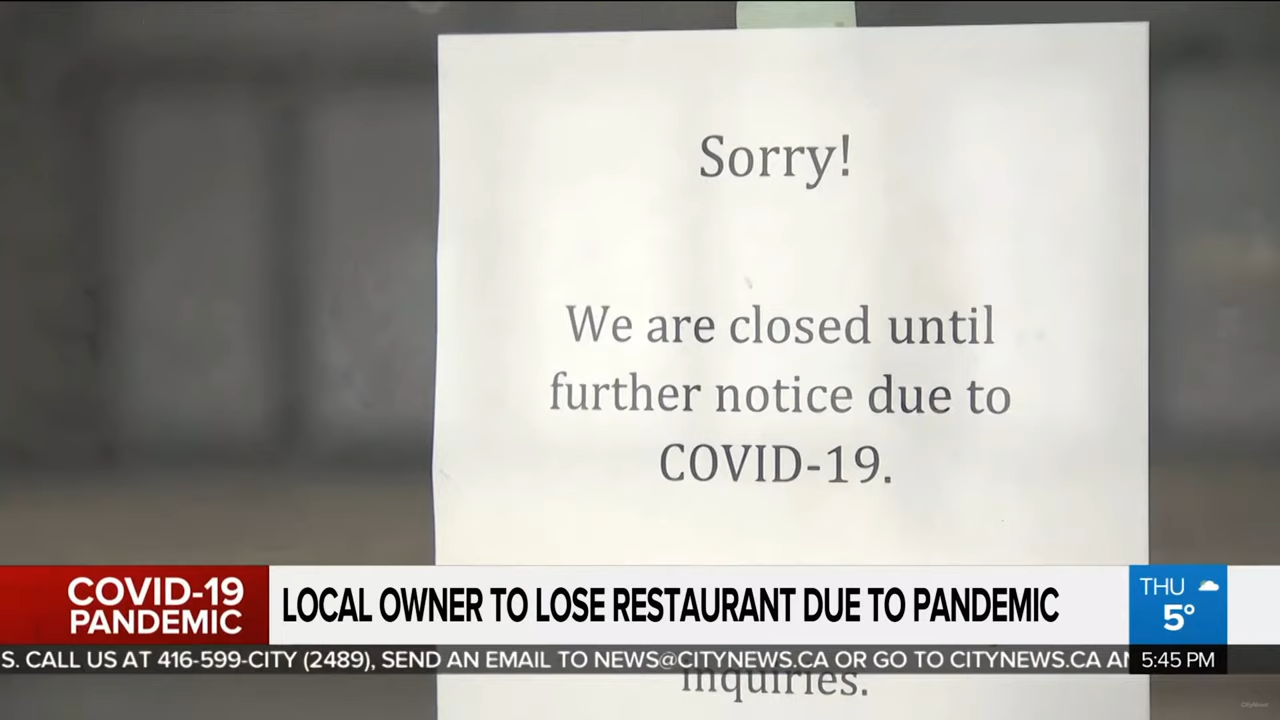 Sorry!
We are closed until
further notice due to
COVID-19.
COVID-19
PANDEMIC
LOCAL OWNER TO LOSE RESTAURANT DUE TO PANDEMIC
THU
5°
S. CALL US AT 416-599-CITY (2489), SEND AN EMAIL TO NEWS@CITYNEWS.CA OR GO TO CITYNEWS.CA AN
5:45 PM
inquiries.
CityNews